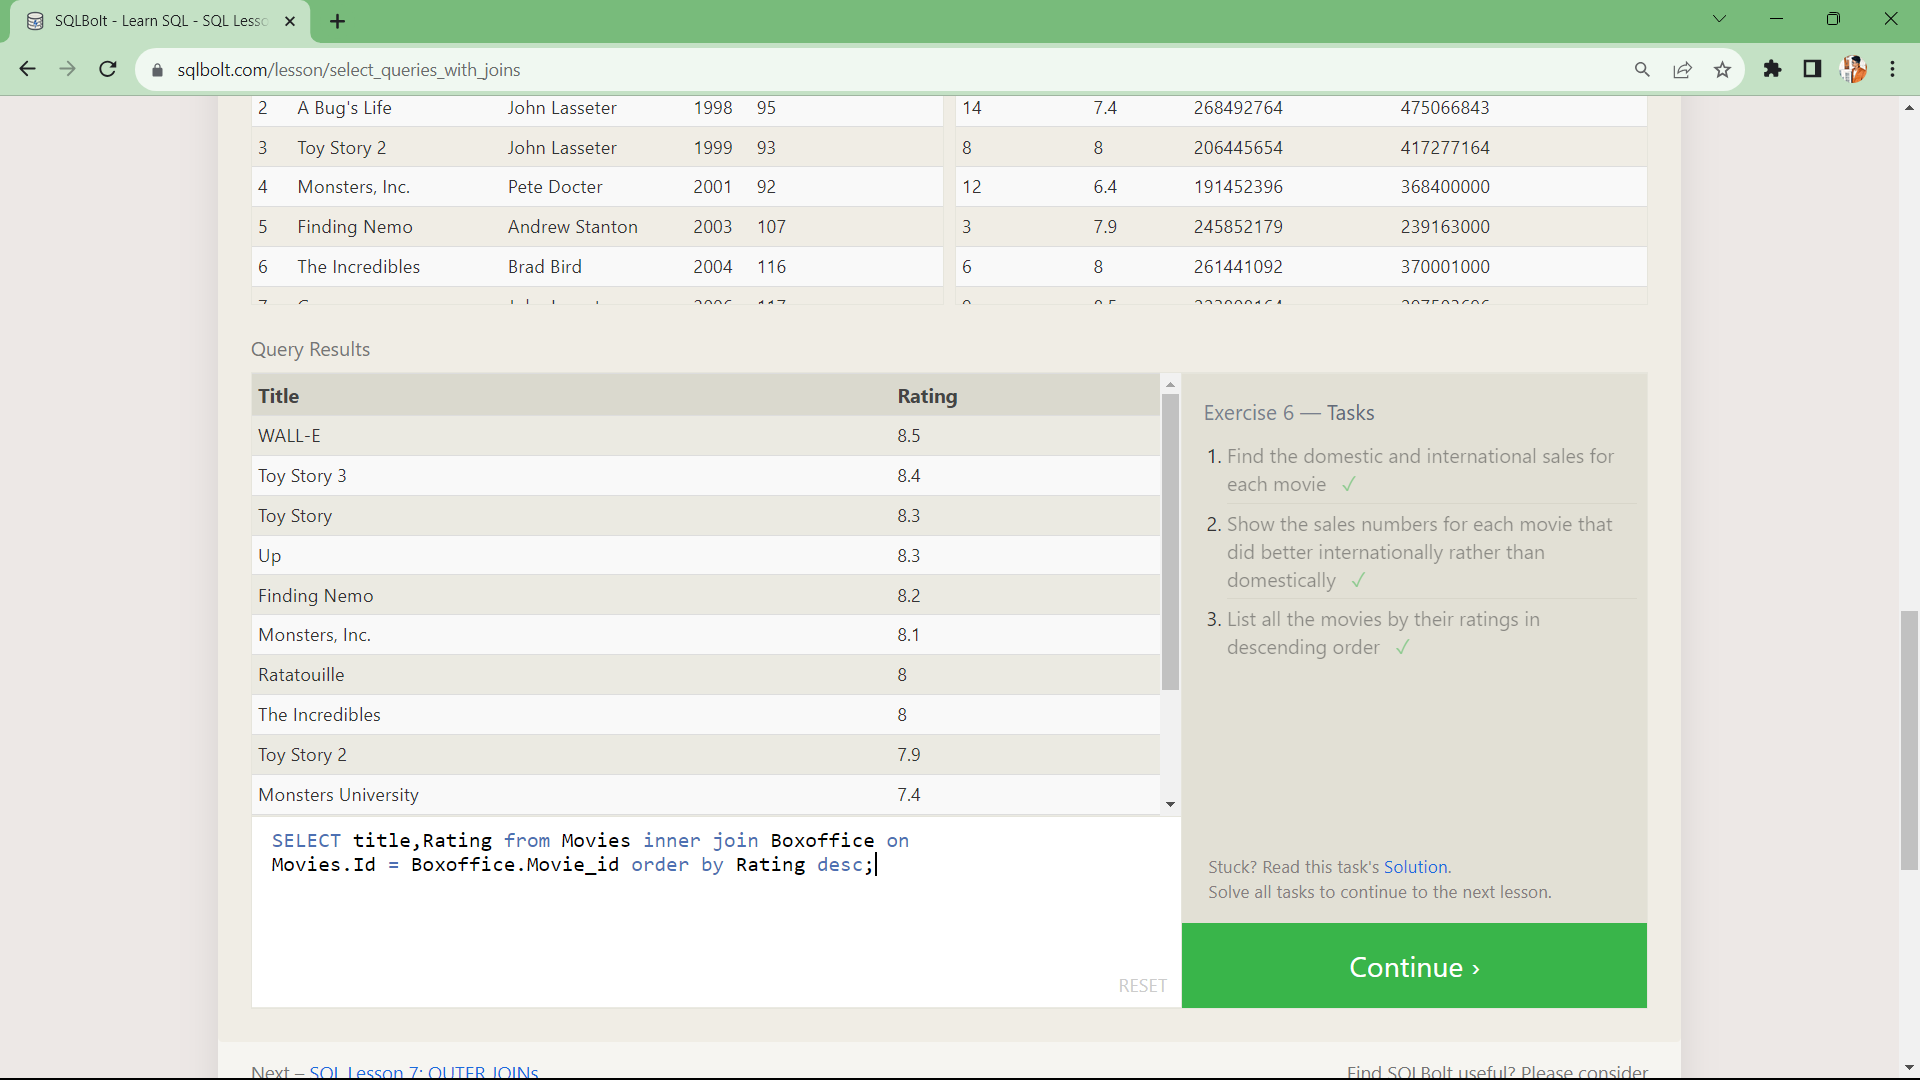 SQLBolt - Learn SQL - SQL Lesso
sqlbolt.com/lesson/select_queries_with_joins
2 A Bug's Life John Lasseter 1998 95 14 7.4 268492764 475066843
3 Toy Story 2 John Lasseter 1999 93 8 8 206445654 417277164
4 Monsters, Inc. Pete Docter 2001 92 12 6.4 191452396 368400000
5 Finding Nemo Andrew Stanton 2003 107 3 7.9 245852179 239163000
6 The Incredibles Brad Bird 2004 116 6 8 261441092 370001000
Query Results
Title Rating
WALL-E 8.5
Toy Story 3 8.4
Toy Story 8.3
Up 8.3
Finding Nemo 8.2
Monsters, Inc. 8.1
Ratatouille 8
The Incredibles 8
Toy Story 2 7.9
Monsters University 7.4
SELECT title,Rating from Movies inner join Boxoffice on
Movies.Id = Boxoffice.Movie_id order by Rating desc;
RESET
Exercise 6 — Tasks
1. Find the domestic and international sales for
each movie ✓
2. Show the sales numbers for each movie that
did better internationally rather than
domestically ✓
3. List all the movies by their ratings in
descending order ✓
Stuck? Read this task's Solution.
Solve all tasks to continue to the next lesson.
Continue ›
Next – SQL Lesson 7: OUTER JOINs
Find SQLBolt useful? Please consider